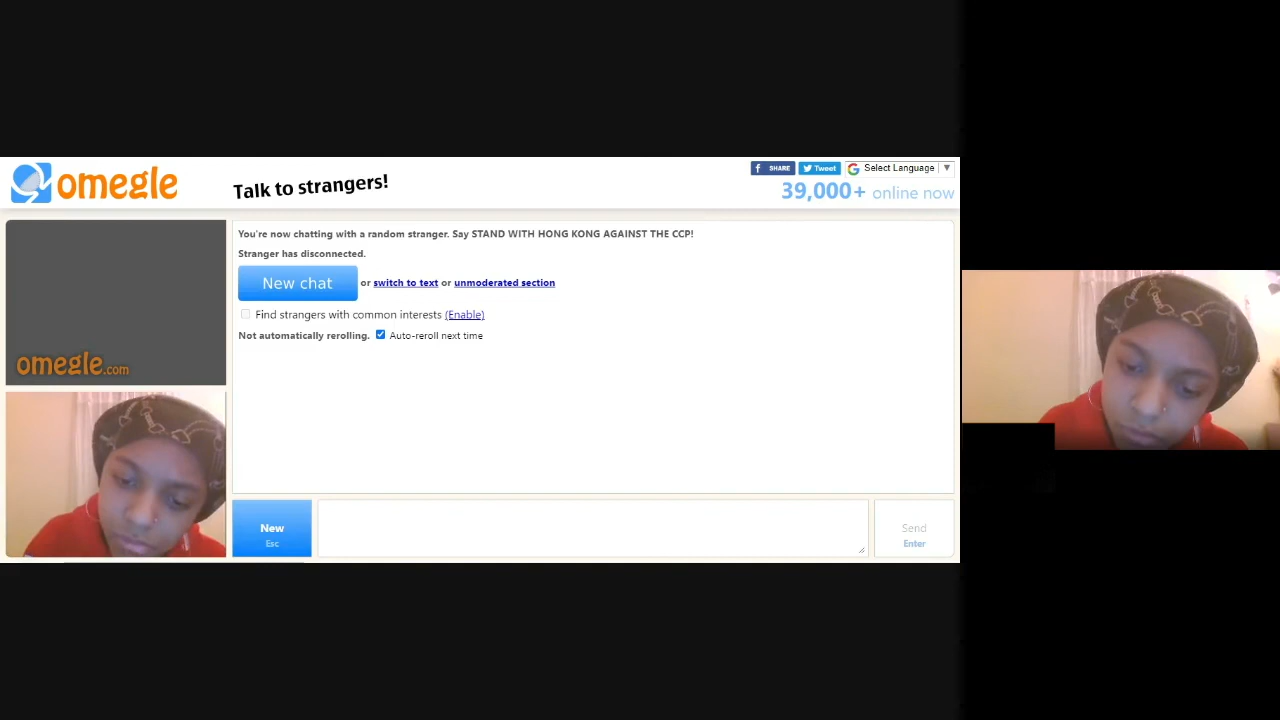 omegle
Talk to strangers!
SHARE
Tweet
Select Language
39,000+ online now
You're now chatting with a random stranger. Say STAND WITH HONG KONG AGAINST THE CCP!
Stranger has disconnected.
New chat or switch to text or unmoderated section
Find strangers with common interests (Enable)
Not automatically rerolling. Auto-reroll next time
omegle.com
New
Esc
Send
Enter